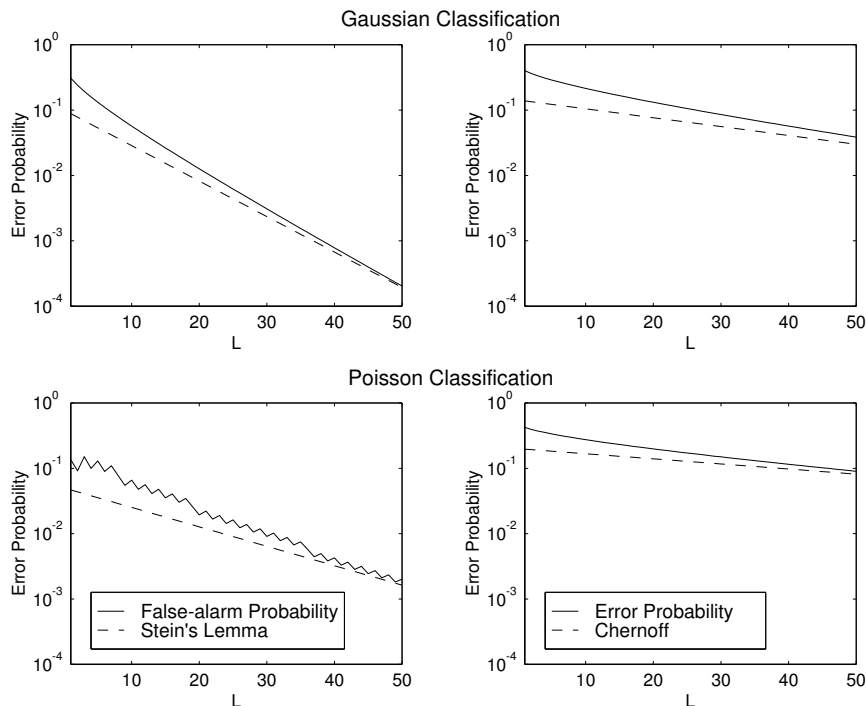 Gaussian Classification
10^0
10^-1
10^-2
10^-3
10^-4
Error Probability
10 20 30 40 50
L
10^0
10^-1
10^-2
10^-3
10^-4
Error Probability
10 20 30 40 50
L
Poisson Classification
10^0
10^-1
10^-2
10^-3
10^-4
Error Probability
False-alarm Probability
Stein's Lemma
10 20 30 40 50
L
10^0
10^-1
10^-2
10^-3
10^-4
Error Probability
Error Probability
Chernoff
10 20 30 40 50
L